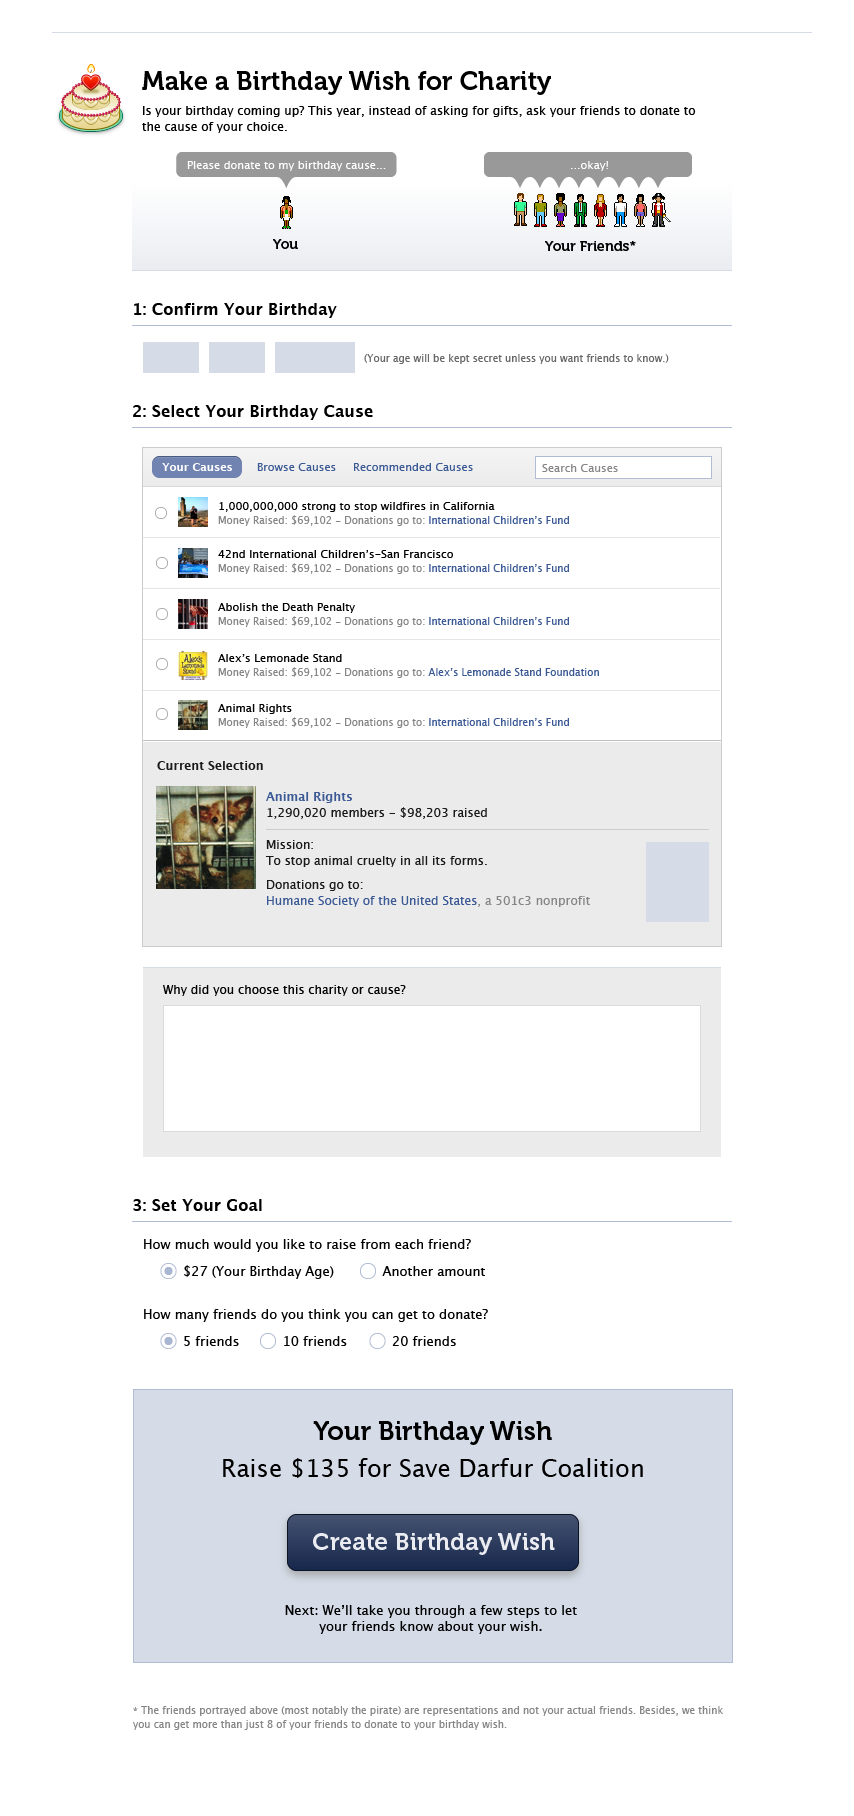 Make a Birthday Wish for Charity
Is your birthday coming up? This year, instead of asking for gifts, ask your friends to donate to
the cause of your choice.
Please donate to my birthday cause...
...okay!
You
Your Friends*
1: Confirm Your Birthday
(Your age will be kept secret unless you want friends to know.)
2: Select Your Birthday Cause
Your Causes Browse Causes Recommended Causes Search Causes
1,000,000,000 strong to stop wildfires in California
Money Raised: $69,102 – Donations go to: International Children's Fund
42nd International Children's–San Francisco
Money Raised: $69,102 – Donations go to: International Children's Fund
Abolish the Death Penalty
Money Raised: $69,102 – Donations go to: International Children's Fund
Alex's Lemonade Stand
Alex's Lemonade Stand
Money Raised: $69,102 – Donations go to: Alex's Lemonade Stand Foundation
Animal Rights
Money Raised: $69,102 – Donations go to: International Children's Fund
Current Selection
Animal Rights
1,290,020 members – $98,203 raised
Mission:
To stop animal cruelty in all its forms.
Donations go to:
Humane Society of the United States, a 501c3 nonprofit
Why did you choose this charity or cause?
3: Set Your Goal
How much would you like to raise from each friend?
$27 (Your Birthday Age) Another amount
How many friends do you think you can get to donate?
5 friends 10 friends 20 friends
Your Birthday Wish
Raise $135 for Save Darfur Coalition
Create Birthday Wish
Next: We'll take you through a few steps to let
your friends know about your wish.
* The friends portrayed above (most notably the pirate) are representations and not your actual friends. Besides, we think
you can get more than just 8 of your friends to donate to your birthday wish.